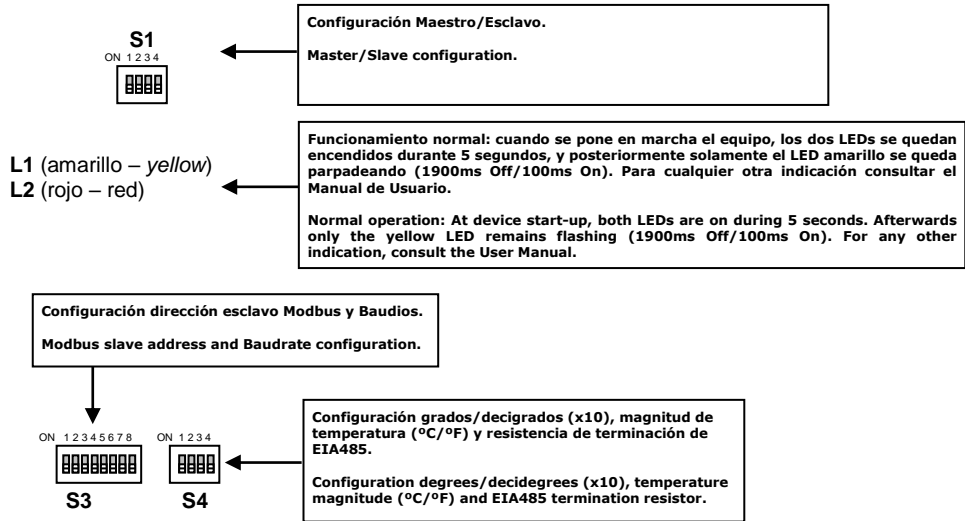 S1
ON 1 2 3 4
Configuración Maestro/Esclavo.
Master/Slave configuration.
L1 (amarillo – yellow)
L2 (rojo – red)
Funcionamiento normal: cuando se pone en marcha el equipo, los dos LEDs se quedan
encendidos durante 5 segundos, y posteriormente solamente el LED amarillo se queda
parpadeando (1900ms Off/100ms On). Para cualquier otra indicación consultar el
Manual de Usuario.
Normal operation: At device start-up, both LEDs are on during 5 seconds. Afterwards
only the yellow LED remains flashing (1900ms Off/100ms On). For any other
indication, consult the User Manual.
Configuración dirección esclavo Modbus y Baudios.
Modbus slave address and Baudrate configuration.
ON 1 2 3 4 5 6 7 8
S3
ON 1 2 3 4
S4
Configuración grados/decigrados (x10), magnitud de
temperatura (ºC/ºF) y resistencia de terminación de
EIA485.
Configuration degrees/decidegrees (x10), temperature
magnitude (ºC/ºF) and EIA485 termination resistor.